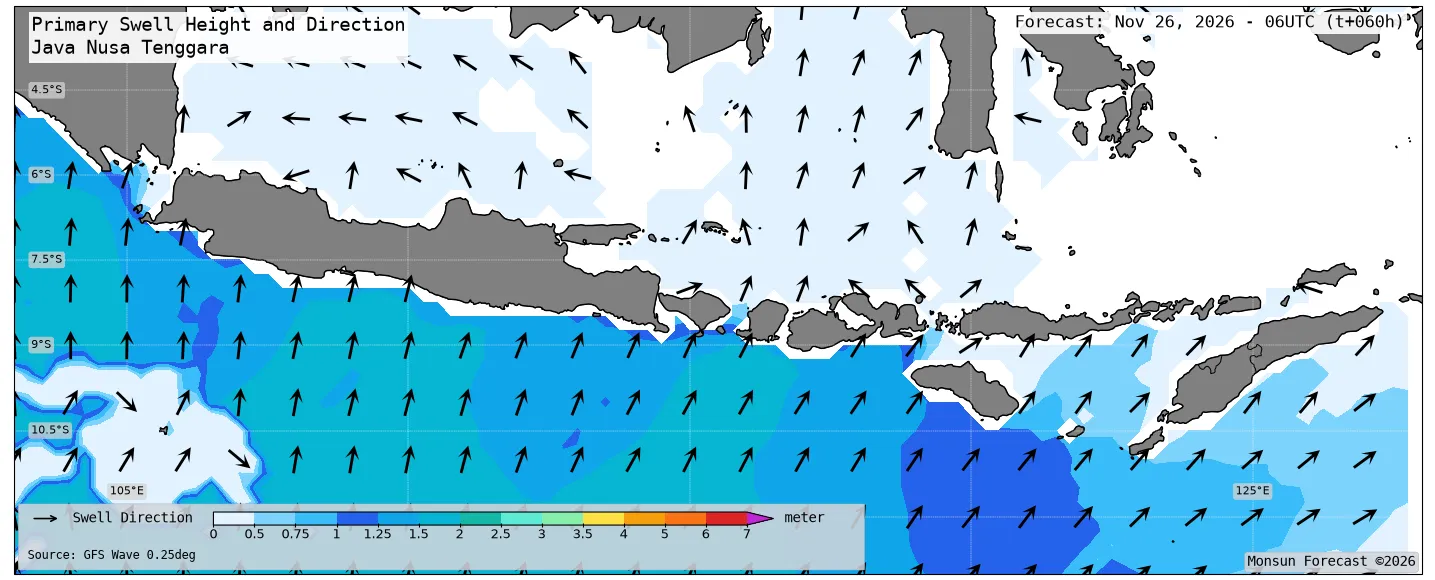 Primary Swell Height and Direction
Java Nusa Tenggara
Forecast: Nov 26, 2026 - 06UTC (t+060h)
4.5°S
6°S
7.5°S
9°S
10.5°S
105°E
125°E
Swell Direction
0 0.5 0.75 1 1.25 1.5 2 2.5 3 3.5 4 5 6 7
meter
Source: GFS Wave 0.25deg
Monsun Forecast ©2026